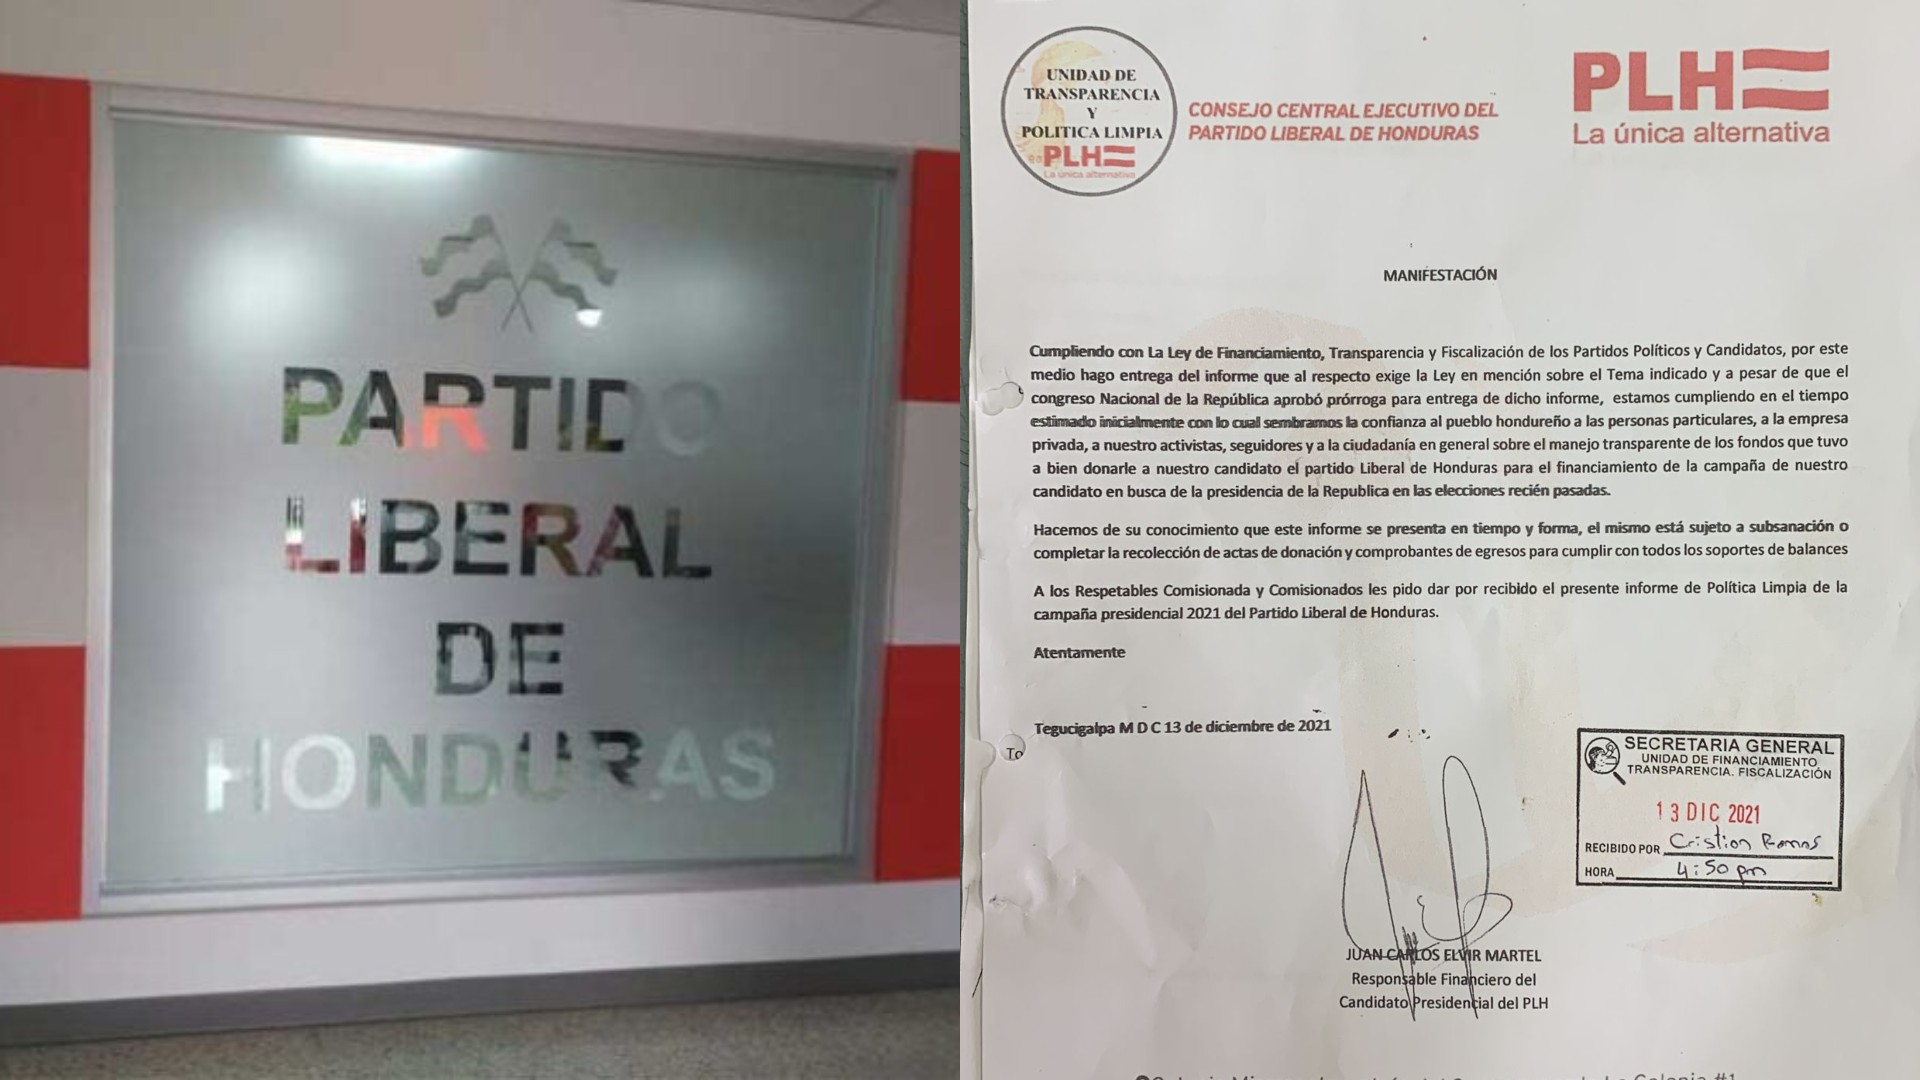 PARTIDO
LIBERAL
DE
HONDURAS
UNIDAD DE
TRANSPARENCIA
Y
POLITICA LIMPIA
PLH
La única alternativa
CONSEJO CENTRAL EJECUTIVO DEL
PARTIDO LIBERAL DE HONDURAS
PLH
La única alternativa
MANIFESTACIÓN
Cumpliendo con La Ley de Financiamiento, Transparencia y Fiscalización de los Partidos Políticos y Candidatos, por este
medio hago entrega del informe que al respecto exige la Ley en mención sobre el Tema indicado y a pesar de que el
congreso Nacional de la República aprobó prórroga para entrega de dicho informe, estamos cumpliendo en el tiempo
estimado inicialmente con lo cual sembramos la confianza al pueblo hondureño a las personas particulares, a la empresa
privada, a nuestro activistas, seguidores y a la ciudadanía en general sobre el manejo transparente de los fondos que tuvo
a bien donarle a nuestro candidato el partido Liberal de Honduras para el financiamiento de la campaña de nuestro
candidato en busca de la presidencia de la Republica en las elecciones recién pasadas.
Hacemos de su conocimiento que este informe se presenta en tiempo y forma, el mismo está sujeto a subsanación o
completar la recolección de actas de donación y comprobantes de egresos para cumplir con todos los soportes de balances
A los Respetables Comisionada y Comisionados les pido dar por recibido el presente informe de Política Limpia de la
campaña presidencial 2021 del Partido Liberal de Honduras.
Atentamente
Tegucigalpa M D C 13 de diciembre de 2021
To
SECRETARIA GENERAL
UNIDAD DE FINANCIAMIENTO
TRANSPARENCIA. FISCALIZACIÓN
13 DIC 2021
RECIBIDO POR Cristion Ramos
HORA 4:50 pm
JUAN CARLOS ELVIR MARTEL
Responsable Financiero del
Candidato Presidencial del PLH